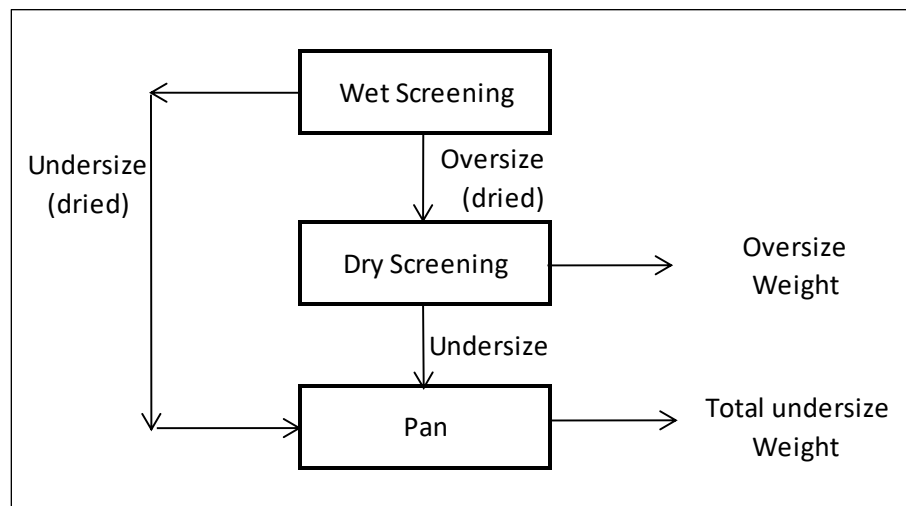 Wet Screening
Undersize
(dried)
Oversize
(dried)
Dry Screening
Oversize
Weight
Undersize
Pan
Total undersize
Weight